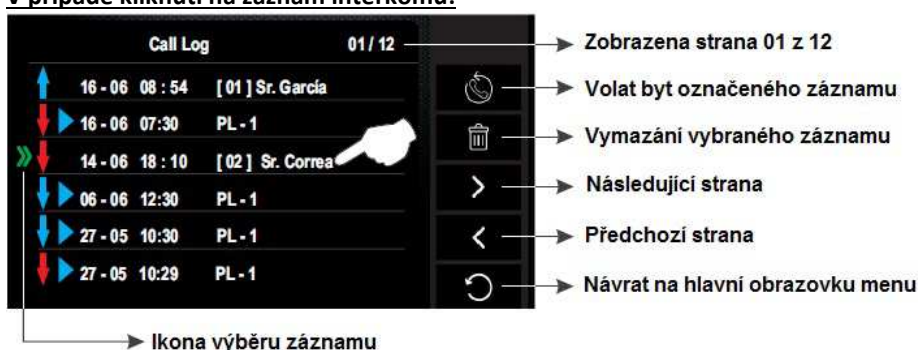 V případě kliknutí na záznam interkomu:
Call Log 01 / 12
Zobrazena strana 01 z 12
16 - 06 08 : 54 [ 01 ] Sr. García
Volat byt označeného záznamu
16 - 06 07:30 PL - 1
Vymazání vybraného záznamu
14 - 06 18 : 10 [ 02 ] Sr. Correa
Následující strana
06 - 06 12:30 PL - 1
27 - 05 10:30 PL - 1
Předchozí strana
27 - 05 10:29 PL - 1
Návrat na hlavní obrazovku menu
Ikona výběru záznamu